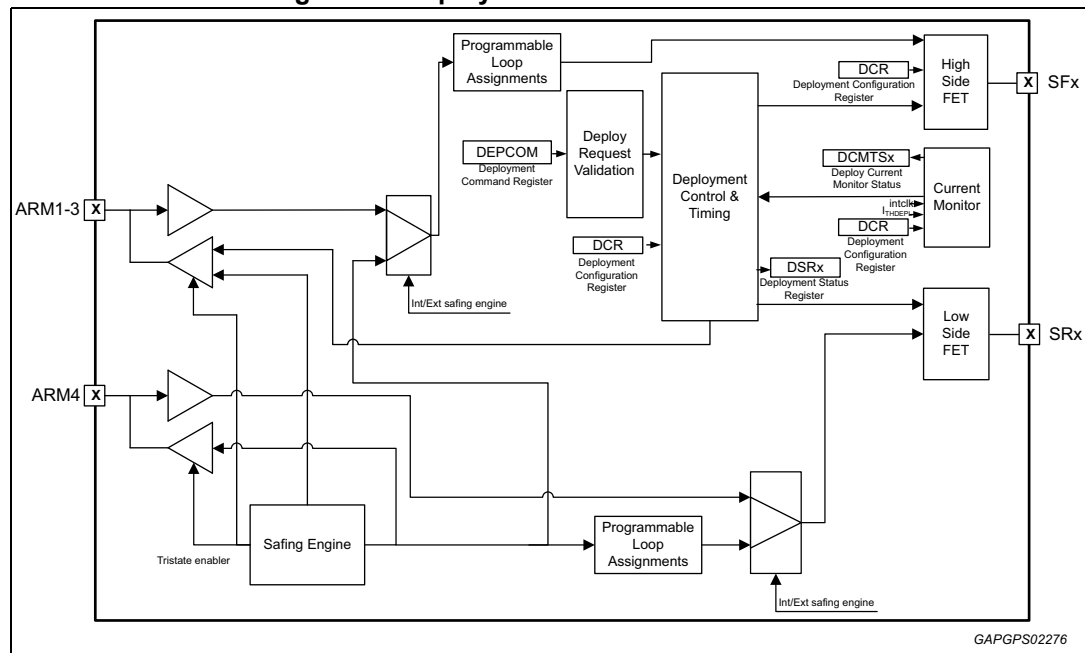 Programmable
Loop
Assignments
DCR
Deployment Configuration
Register
High
Side
FET
X
SFx
DEPCOM
Deployment
Command Register
Deploy
Request
Validation
Deployment
Control &
Timing
DCMTSx
Deploy Current
Monitor Status
intclk
ITHDEPL
Current
Monitor
DCR
Deployment
Configuration
Register
ARM1-3
X
DCR
Deployment
Configuration
Register
DSRx
Deployment Status
Register
Int/Ext safing engine
Low
Side
FET
X
SRx
ARM4
X
Safing Engine
Tristate enabler
Programmable
Loop
Assignments
Int/Ext safing engine
GAPGPS02276